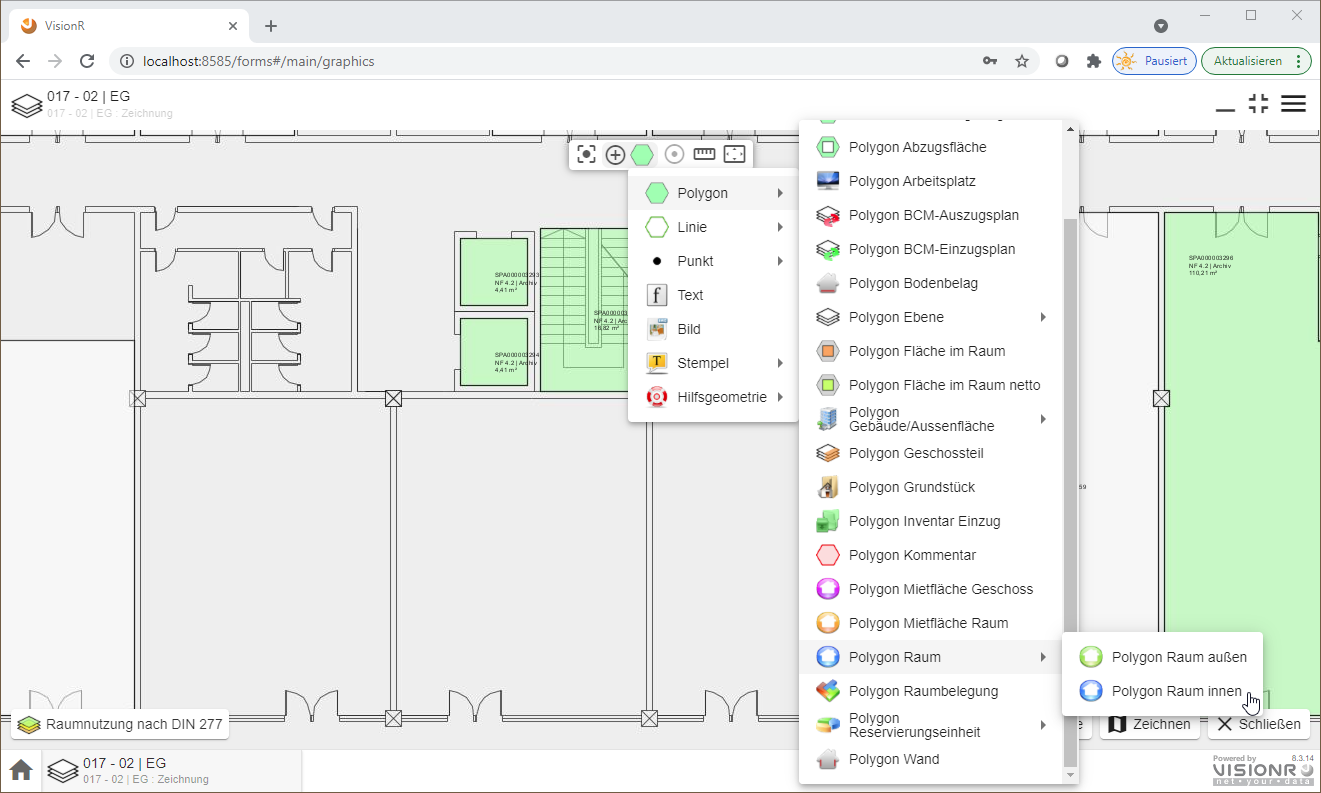 VisionR
localhost:8585/forms#/main/graphics
Pausiert
Aktualisieren
017 - 02 | EG
017 - 02 | EG : Zeichnung
Polygon
Linie
Punkt
Text
Bild
Stempel
Hilfsgeometrie
Polygon Abzugsfläche
Polygon Arbeitsplatz
Polygon BCM-Auszugsplan
Polygon BCM-Einzugsplan
Polygon Bodenbelag
Polygon Ebene
Polygon Fläche im Raum
Polygon Fläche im Raum netto
Polygon
Gebäude/Aussenfläche
Polygon Geschossteil
Polygon Grundstück
Polygon Inventar Einzug
Polygon Kommentar
Polygon Mietfläche Geschoss
Polygon Mietfläche Raum
Polygon Raum
Polygon Raumbelegung
Polygon
Reservierungseinheit
Polygon Wand
Polygon Raum außen
Polygon Raum innen
SPA000003293
NF 4.2 | Archiv
4,41 m²
SPA000003294
NF 4.2 | Archiv
4,41 m²
NF 4.2 | Arc
16,82 m²
SPA000003296
NF 4.2 | Archiv
110,21 m²
59
Raumnutzung nach DIN 277
e
Zeichnen
Schließen
017 - 02 | EG
017 - 02 | EG : Zeichnung
Powered by
8.3.14
VISIONR
net • your • data